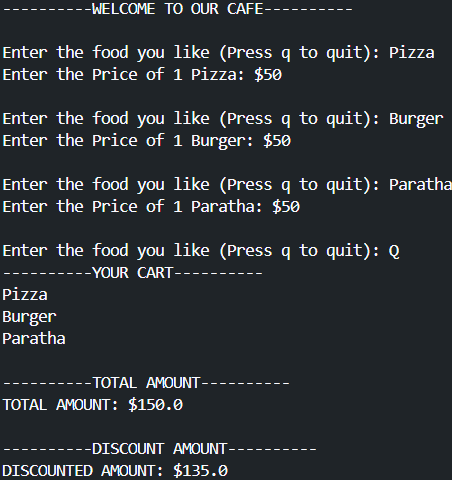 ----------WELCOME TO OUR CAFE----------
Enter the food you like (Press q to quit): Pizza
Enter the Price of 1 Pizza: $50
Enter the food you like (Press q to quit): Burger
Enter the Price of 1 Burger: $50
Enter the food you like (Press q to quit): Paratha
Enter the Price of 1 Paratha: $50
Enter the food you like (Press q to quit): Q
----------YOUR CART----------
Pizza
Burger
Paratha
----------TOTAL AMOUNT----------
TOTAL AMOUNT: $150.0
----------DISCOUNT AMOUNT----------
DISCOUNTED AMOUNT: $135.0